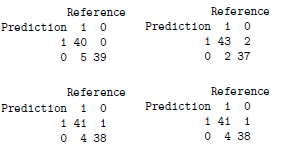 Reference
Prediction 1 0
1 40 0
0 5 39
Reference
Prediction 1 0
1 43 2
0 2 37
Reference
Prediction 1 0
1 41 1
0 4 38
Reference
Prediction 1 0
1 41 1
0 4 38